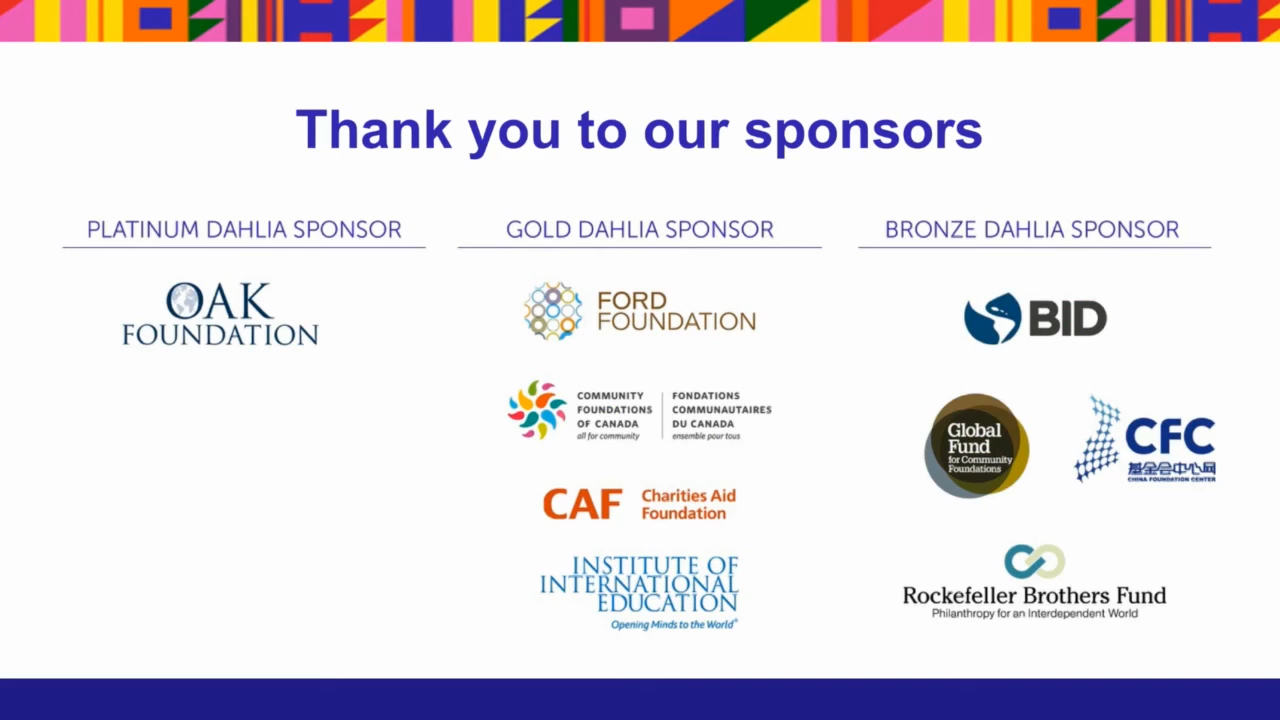 Thank you to our sponsors
PLATINUM DAHLIA SPONSOR
OAK
FOUNDATION
GOLD DAHLIA SPONSOR
FORD
FOUNDATION
COMMUNITY
FOUNDATIONS
OF CANADA
all for community
FONDATIONS
COMMUNAUTAIRES
DU CANADA
ensemble pour tous
CAF
Charities Aid
Foundation
INSTITUTE OF
INTERNATIONAL
EDUCATION
Opening Minds to the World®
BRONZE DAHLIA SPONSOR
BID
Global
Fund
for Community
Foundations
CFC
基金会中心网
CHINA FOUNDATION CENTER
Rockefeller Brothers Fund
Philanthropy for an Interdependent World